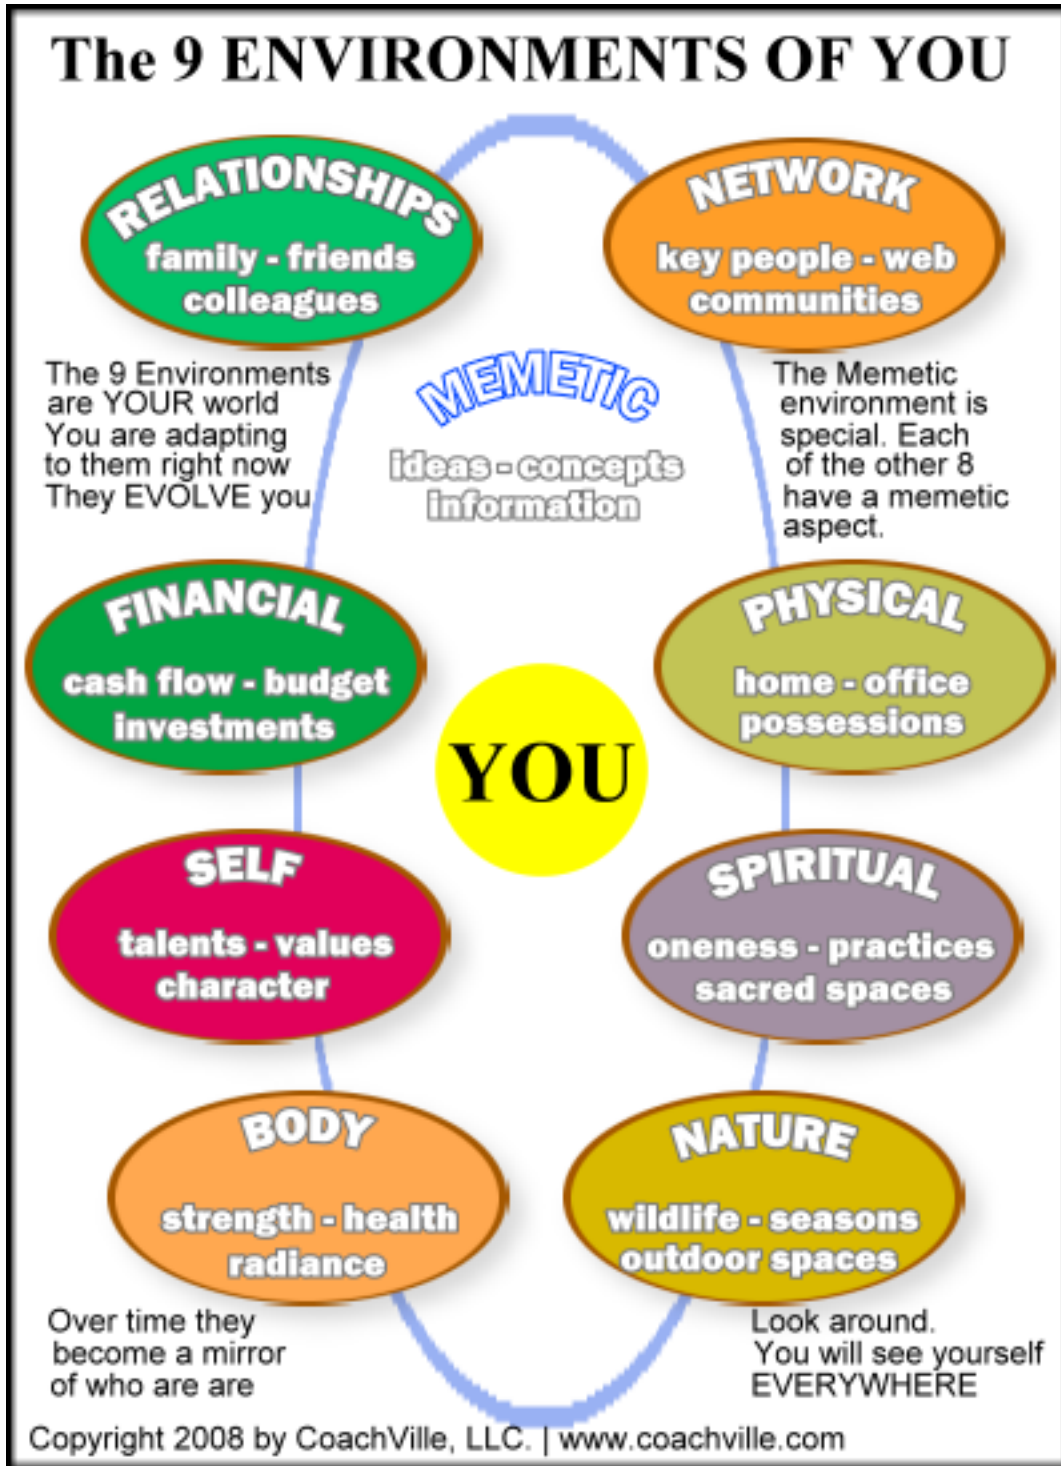 The 9 ENVIRONMENTS OF YOU
RELATIONSHIPS
family - friends
colleagues
NETWORK
key people - web
communities
The 9 Environments
are YOUR world
You are adapting
to them right now
They EVOLVE you
MEMETIC
ideas - concepts
information
The Memetic
environment is
special. Each
of the other 8
have a memetic
aspect.
FINANCIAL
cash flow - budget
investments
PHYSICAL
home - office
possessions
YOU
SELF
talents - values
character
SPIRITUAL
oneness - practices
sacred spaces
BODY
strength - health
radiance
NATURE
wildlife - seasons
outdoor spaces
Over time they
become a mirror
of who are are
Look around.
You will see yourself
EVERYWHERE
Copyright 2008 by CoachVille, LLC. | www.coachville.com